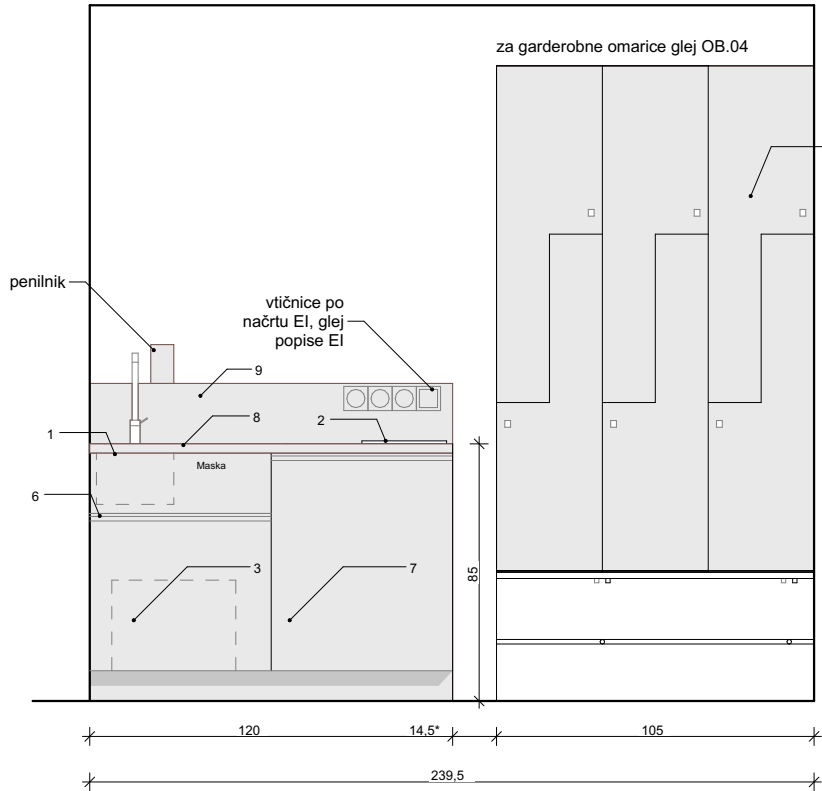 za garderobne omarice glej OB.04
penilnik
vtičnice po
načrtu EI, glej
popise EI
9
8
2
1
Maska
6
3
7
85
120
14,5*
105
239,5